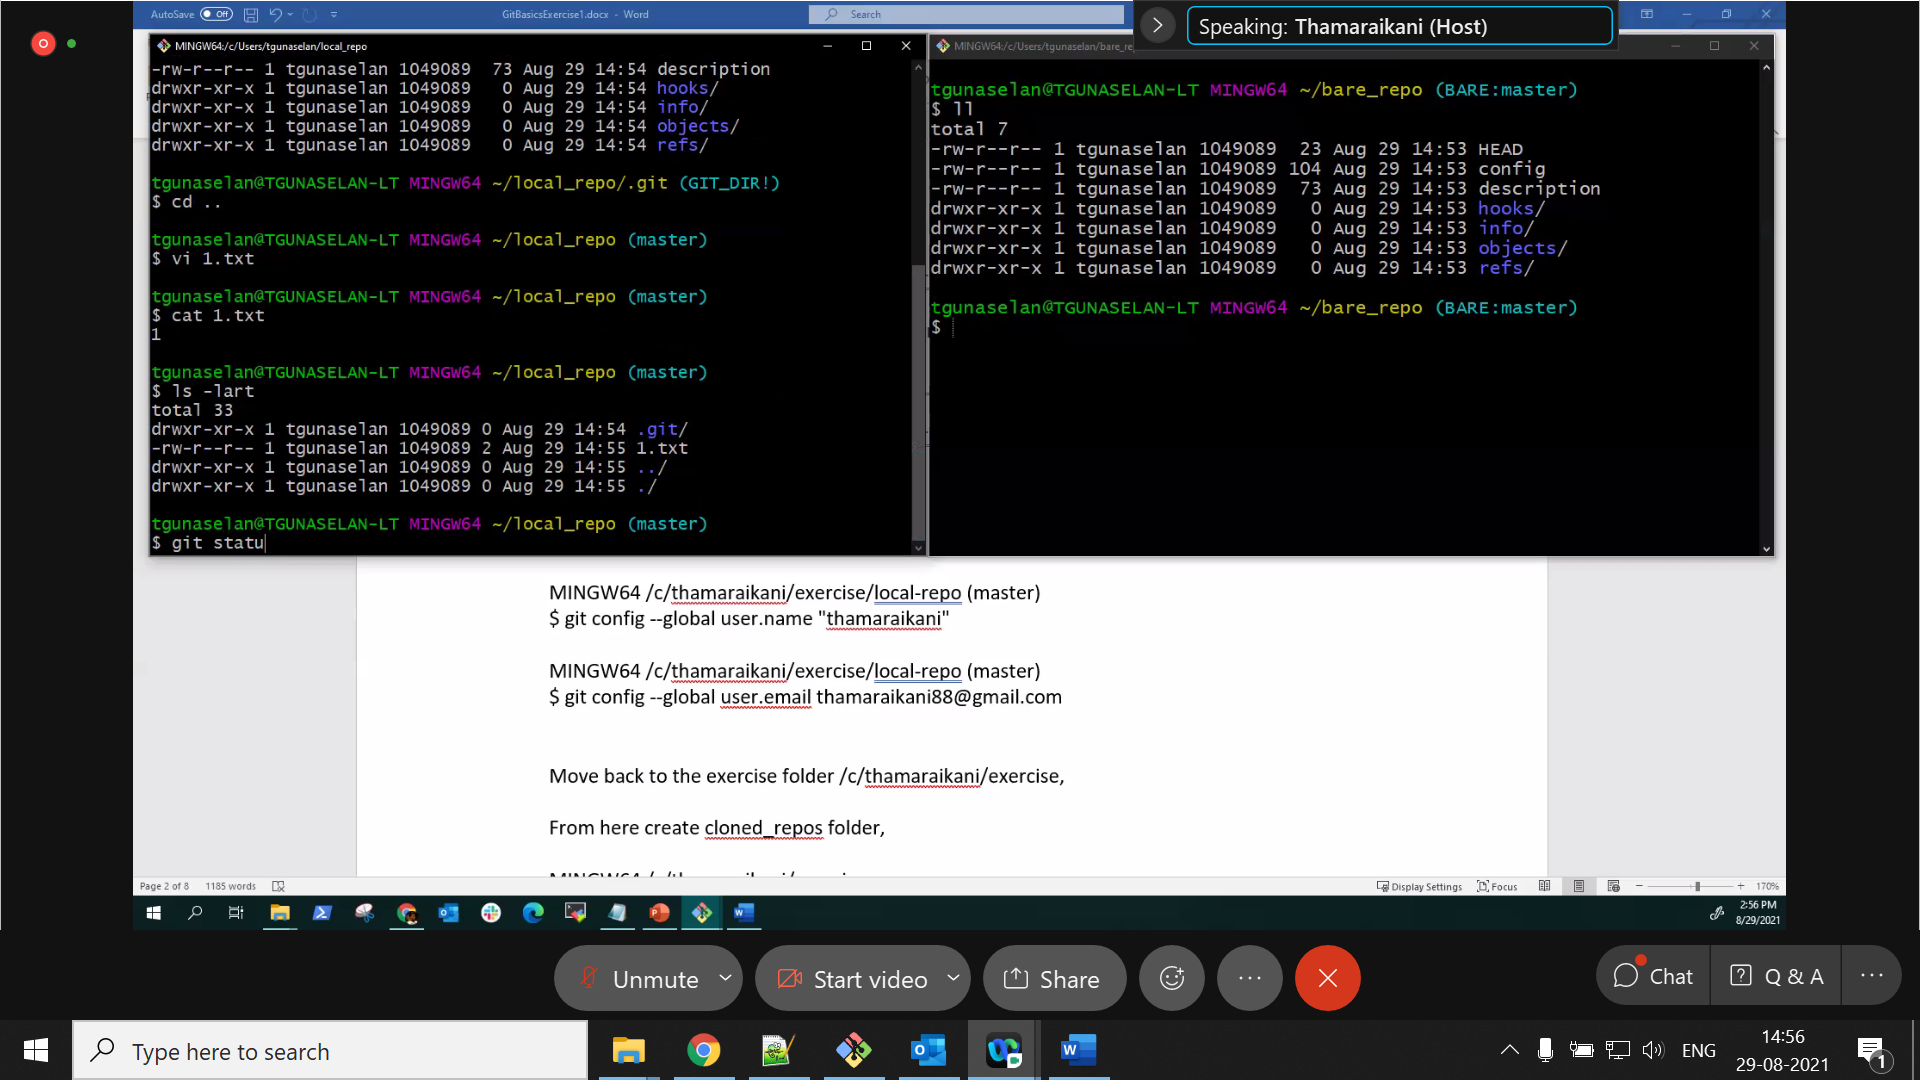 AutoSave Off
GitBasicsExercise1.docx - Word
Search
Speaking: Thamaraikani (Host)
MINGW64:/c/Users/tgunaselan/local_repo
-rw-r--r-- 1 tgunaselan 1049089 73 Aug 29 14:54 description
drwxr-xr-x 1 tgunaselan 1049089 0 Aug 29 14:54 hooks/
drwxr-xr-x 1 tgunaselan 1049089 0 Aug 29 14:54 info/
drwxr-xr-x 1 tgunaselan 1049089 0 Aug 29 14:54 objects/
drwxr-xr-x 1 tgunaselan 1049089 0 Aug 29 14:54 refs/
tgunaselan@TGUNASELAN-LT MINGW64 ~/local_repo/.git (GIT_DIR!)
$ cd ..
tgunaselan@TGUNASELAN-LT MINGW64 ~/local_repo (master)
$ vi 1.txt
tgunaselan@TGUNASELAN-LT MINGW64 ~/local_repo (master)
$ cat 1.txt
1
tgunaselan@TGUNASELAN-LT MINGW64 ~/local_repo (master)
$ ls -lart
total 33
drwxr-xr-x 1 tgunaselan 1049089 0 Aug 29 14:54 .git/
-rw-r--r-- 1 tgunaselan 1049089 2 Aug 29 14:55 1.txt
drwxr-xr-x 1 tgunaselan 1049089 0 Aug 29 14:55 ../
drwxr-xr-x 1 tgunaselan 1049089 0 Aug 29 14:55 ./
tgunaselan@TGUNASELAN-LT MINGW64 ~/local_repo (master)
$ git statu
MINGW64:/c/Users/tgunaselan/bare_re
tgunaselan@TGUNASELAN-LT MINGW64 ~/bare_repo (BARE:master)
$ ll
total 7
-rw-r--r-- 1 tgunaselan 1049089 23 Aug 29 14:53 HEAD
-rw-r--r-- 1 tgunaselan 1049089 104 Aug 29 14:53 config
-rw-r--r-- 1 tgunaselan 1049089 73 Aug 29 14:53 description
drwxr-xr-x 1 tgunaselan 1049089 0 Aug 29 14:53 hooks/
drwxr-xr-x 1 tgunaselan 1049089 0 Aug 29 14:53 info/
drwxr-xr-x 1 tgunaselan 1049089 0 Aug 29 14:53 objects/
drwxr-xr-x 1 tgunaselan 1049089 0 Aug 29 14:53 refs/
tgunaselan@TGUNASELAN-LT MINGW64 ~/bare_repo (BARE:master)
$
MINGW64 /c/thamaraikani/exercise/local-repo (master)
$ git config --global user.name "thamaraikani"
MINGW64 /c/thamaraikani/exercise/local-repo (master)
$ git config --global user.email thamaraikani88@gmail.com
Move back to the exercise folder /c/thamaraikani/exercise,
From here create cloned_repos folder,
Page 2 of 8 1185 words
Display Settings Focus 170%
2:56 PM
8/29/2021
Unmute
Start video
Share
Chat
Q & A
Type here to search
ENG
14:56
29-08-2021
1